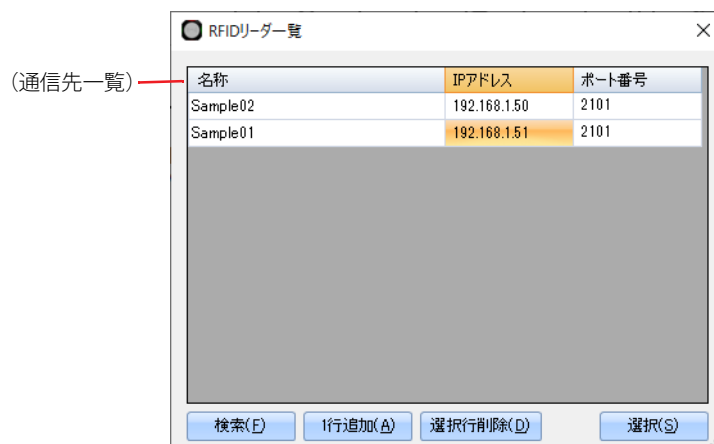 RFIDリーダ一覧
(通信先一覧)
名称 IPアドレス ポート番号
Sample02 192.168.1.50 2101
Sample01 192.168.1.51 2101
検索(F) 1行追加(A) 選択行削除(D) 選択(S)